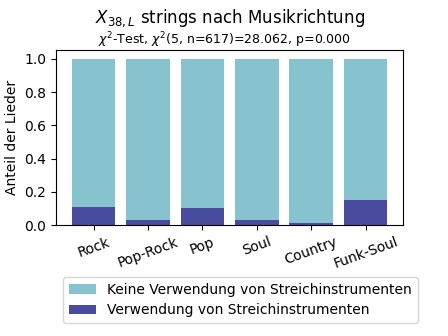 X38,L strings nach Musikrichtung
χ²-Test, χ²(5, n=617)=28.062, p=0.000
Anteil der Lieder
1.0
0.8
0.6
0.4
0.2
0.0
Rock Pop-Rock Pop Soul Country Funk-Soul
Keine Verwendung von Streichinstrumenten
Verwendung von Streichinstrumenten